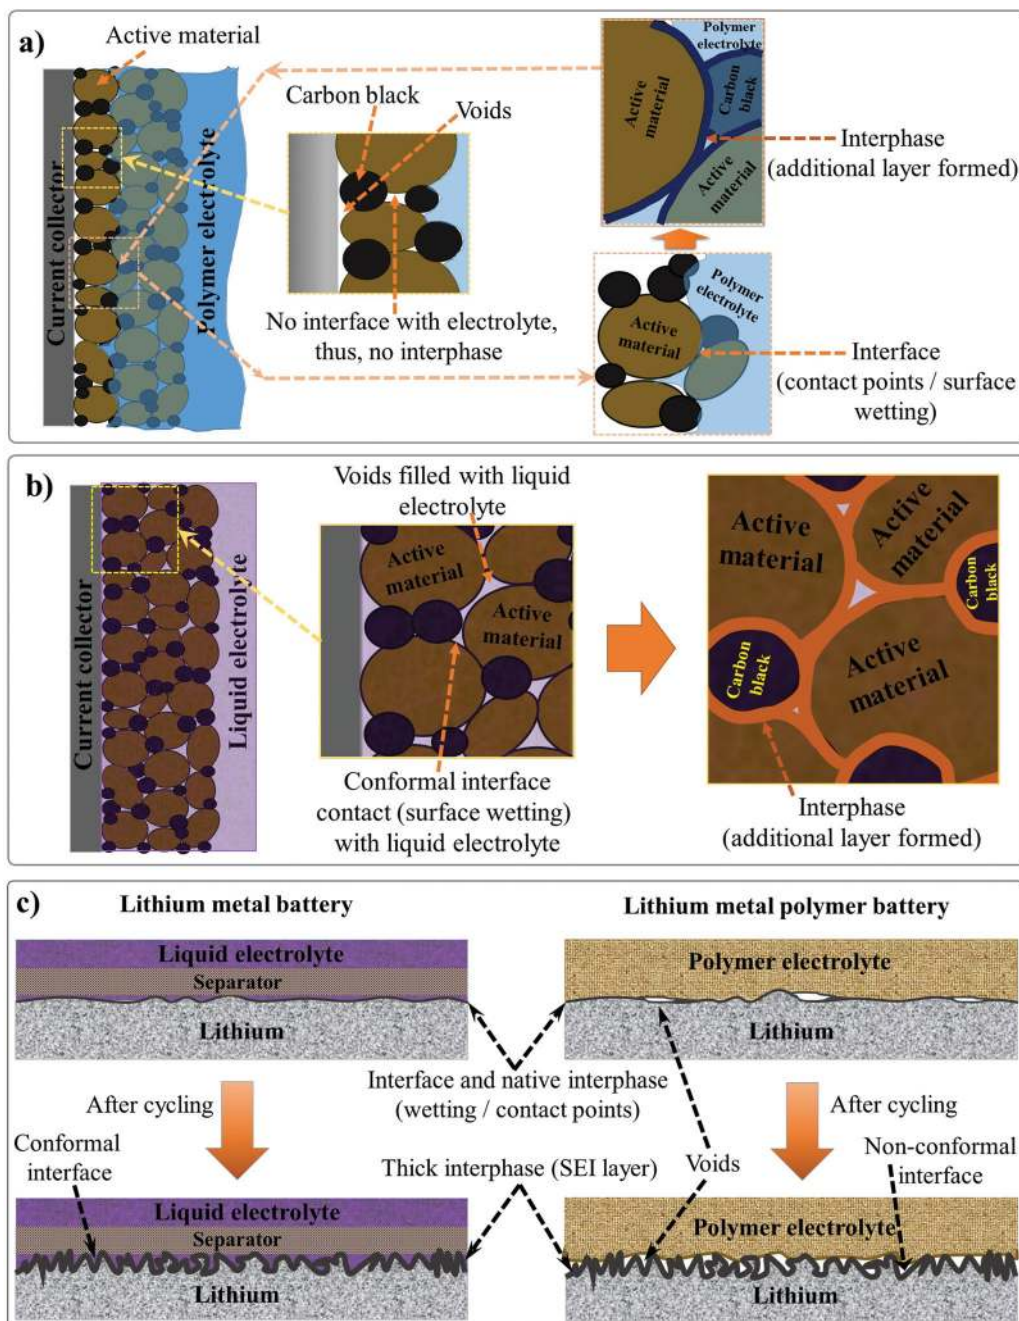 a)
Active material
Current collector
Polymer electrolyte
Carbon black
Voids
No interface with electrolyte,
thus, no interphase
Active
material
Polymer
electrolyte
Carbon
black
Active
material
Interphase
(additional layer formed)
Polymer
electrolyte
Active
material
Interface
(contact points / surface
wetting)
b)
Current collector
Liquid electrolyte
Voids filled with liquid
electrolyte
Active
material
Active
material
Conformal interface
contact (surface wetting)
with liquid electrolyte
Active
material
Active
material
Carbon
black
Carbon
black
Active
material
Interphase
(additional layer formed)
c)
Lithium metal battery
Lithium metal polymer battery
Liquid electrolyte
Separator
Lithium
Polymer electrolyte
Lithium
Interface and native interphase
(wetting / contact points)
After cycling
After cycling
Conformal
interface
Thick interphase (SEI layer)
Voids
Non-conformal
interface
Liquid electrolyte
Separator
Lithium
Polymer electrolyte
Lithium